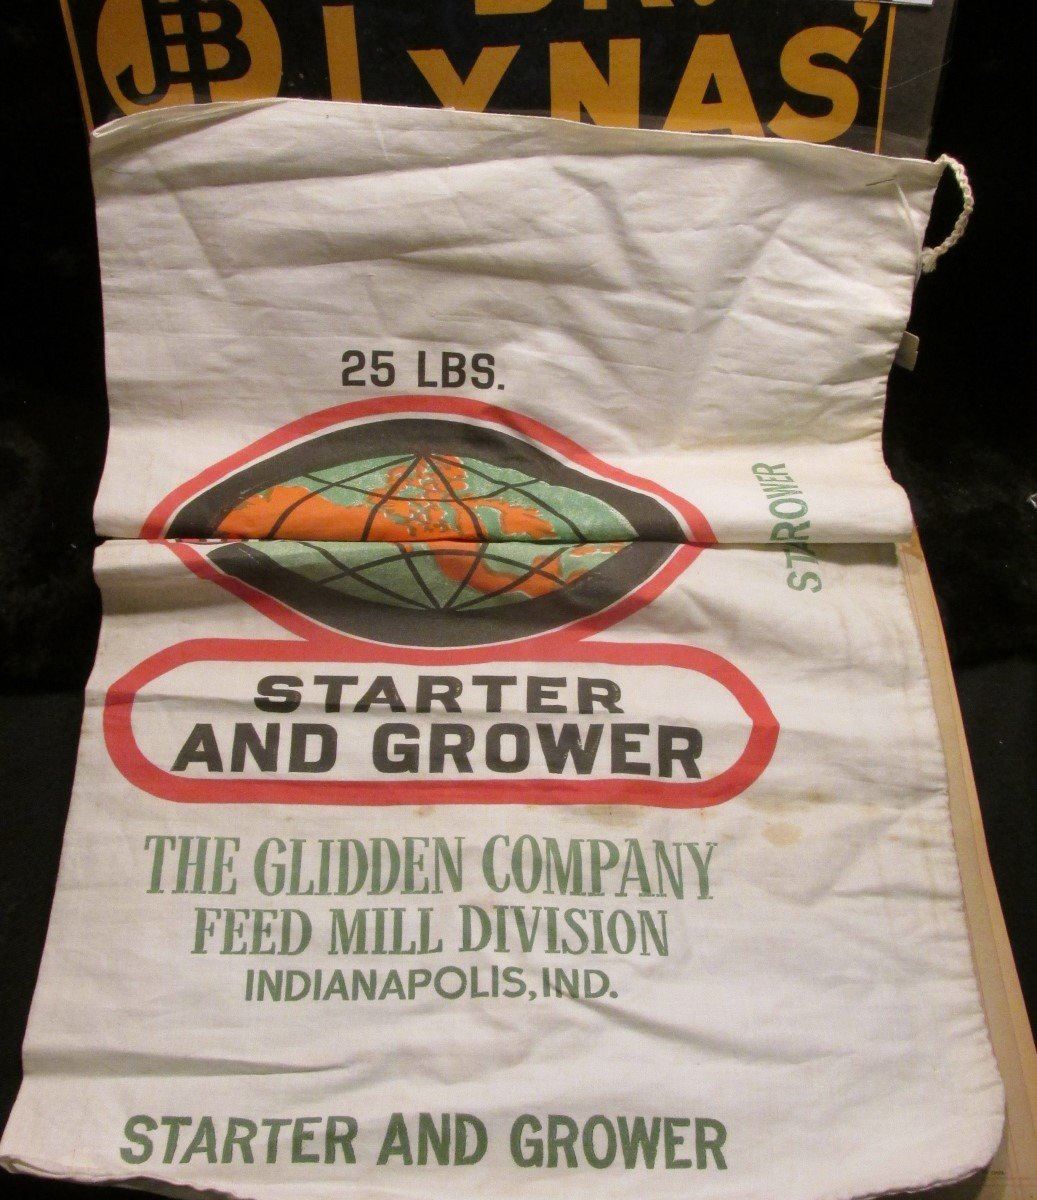 LYNAS'
25 LBS.
STARTER
AND GROWER
THE GLIDDEN COMPANY
FEED MILL DIVISION
INDIANAPOLIS, IND.
STARTER AND GROWER